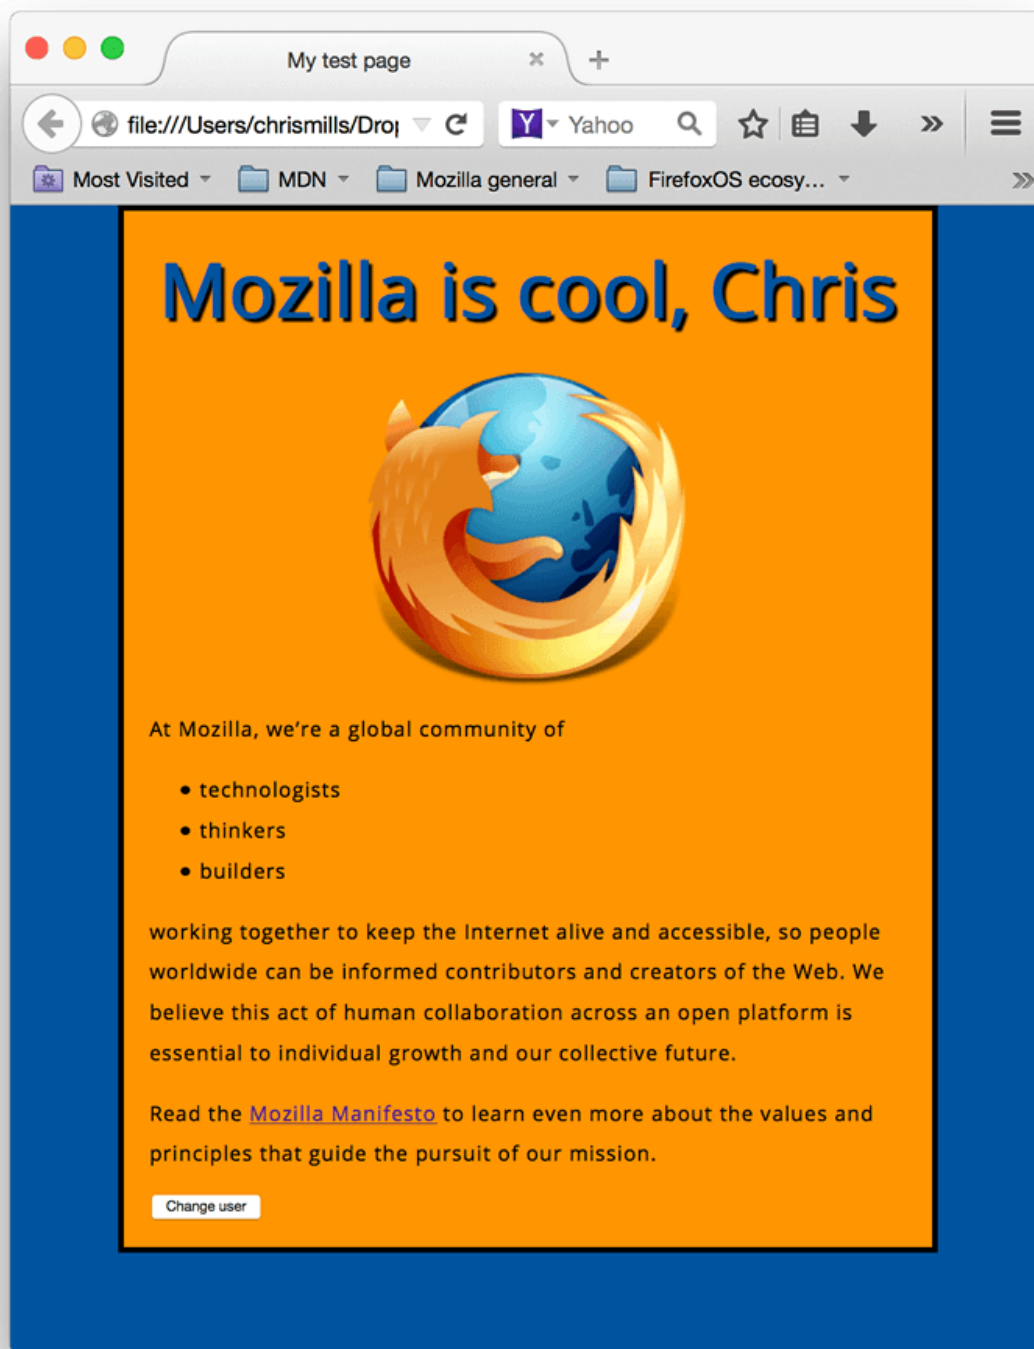 My test page
file:///Users/chrismills/Dro
Yahoo
Most Visited
MDN
Mozilla general
FirefoxOS ecosy...
Mozilla is cool, Chris
At Mozilla, we’re a global community of
• technologists
• thinkers
• builders
working together to keep the Internet alive and accessible, so people
worldwide can be informed contributors and creators of the Web. We
believe this act of human collaboration across an open platform is
essential to individual growth and our collective future.
Read the Mozilla Manifesto to learn even more about the values and
principles that guide the pursuit of our mission.
Change user